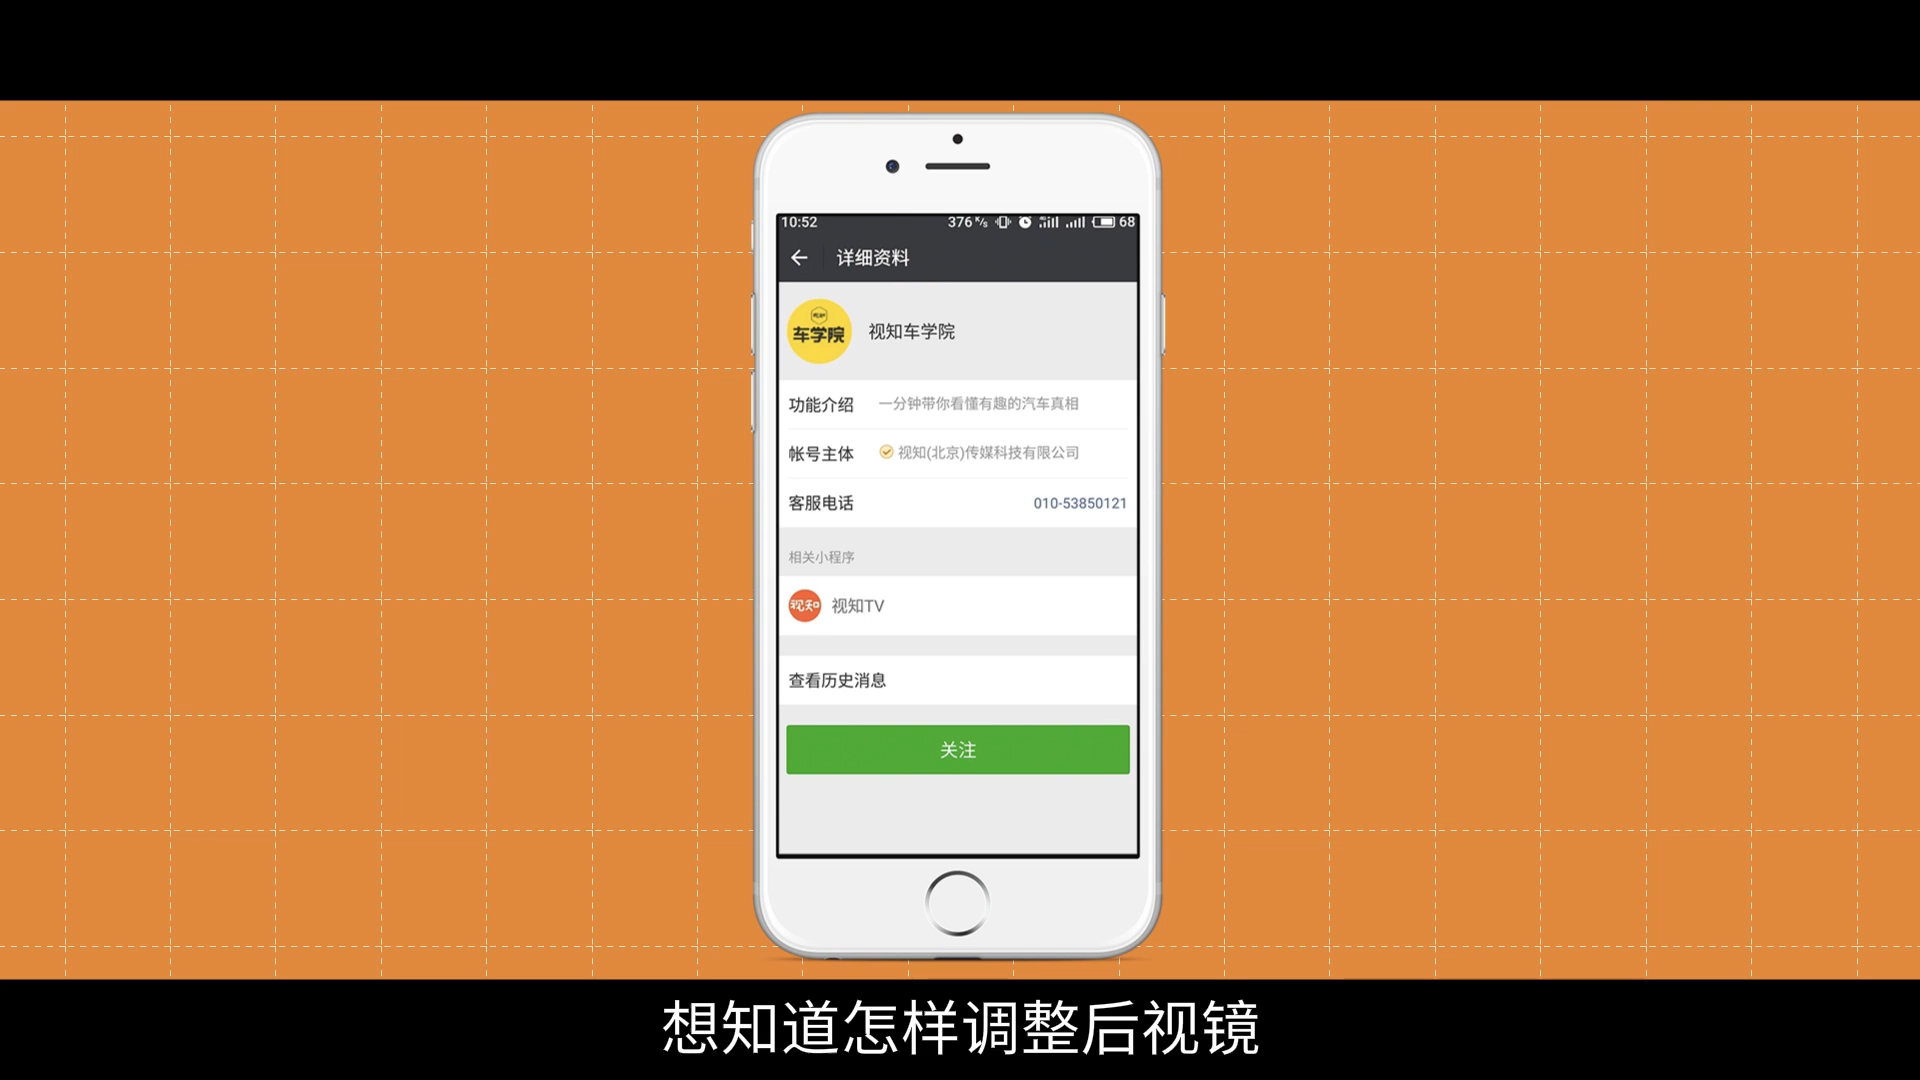 10:52 376 K/s 68
详细资料
视知
车学院
视知车学院
功能介绍 一分钟带你看懂有趣的汽车真相
帐号主体 视知(北京)传媒科技有限公司
客服电话 010-53850121
相关小程序
视知 视知TV
查看历史消息
关注
想知道怎样调整后视镜